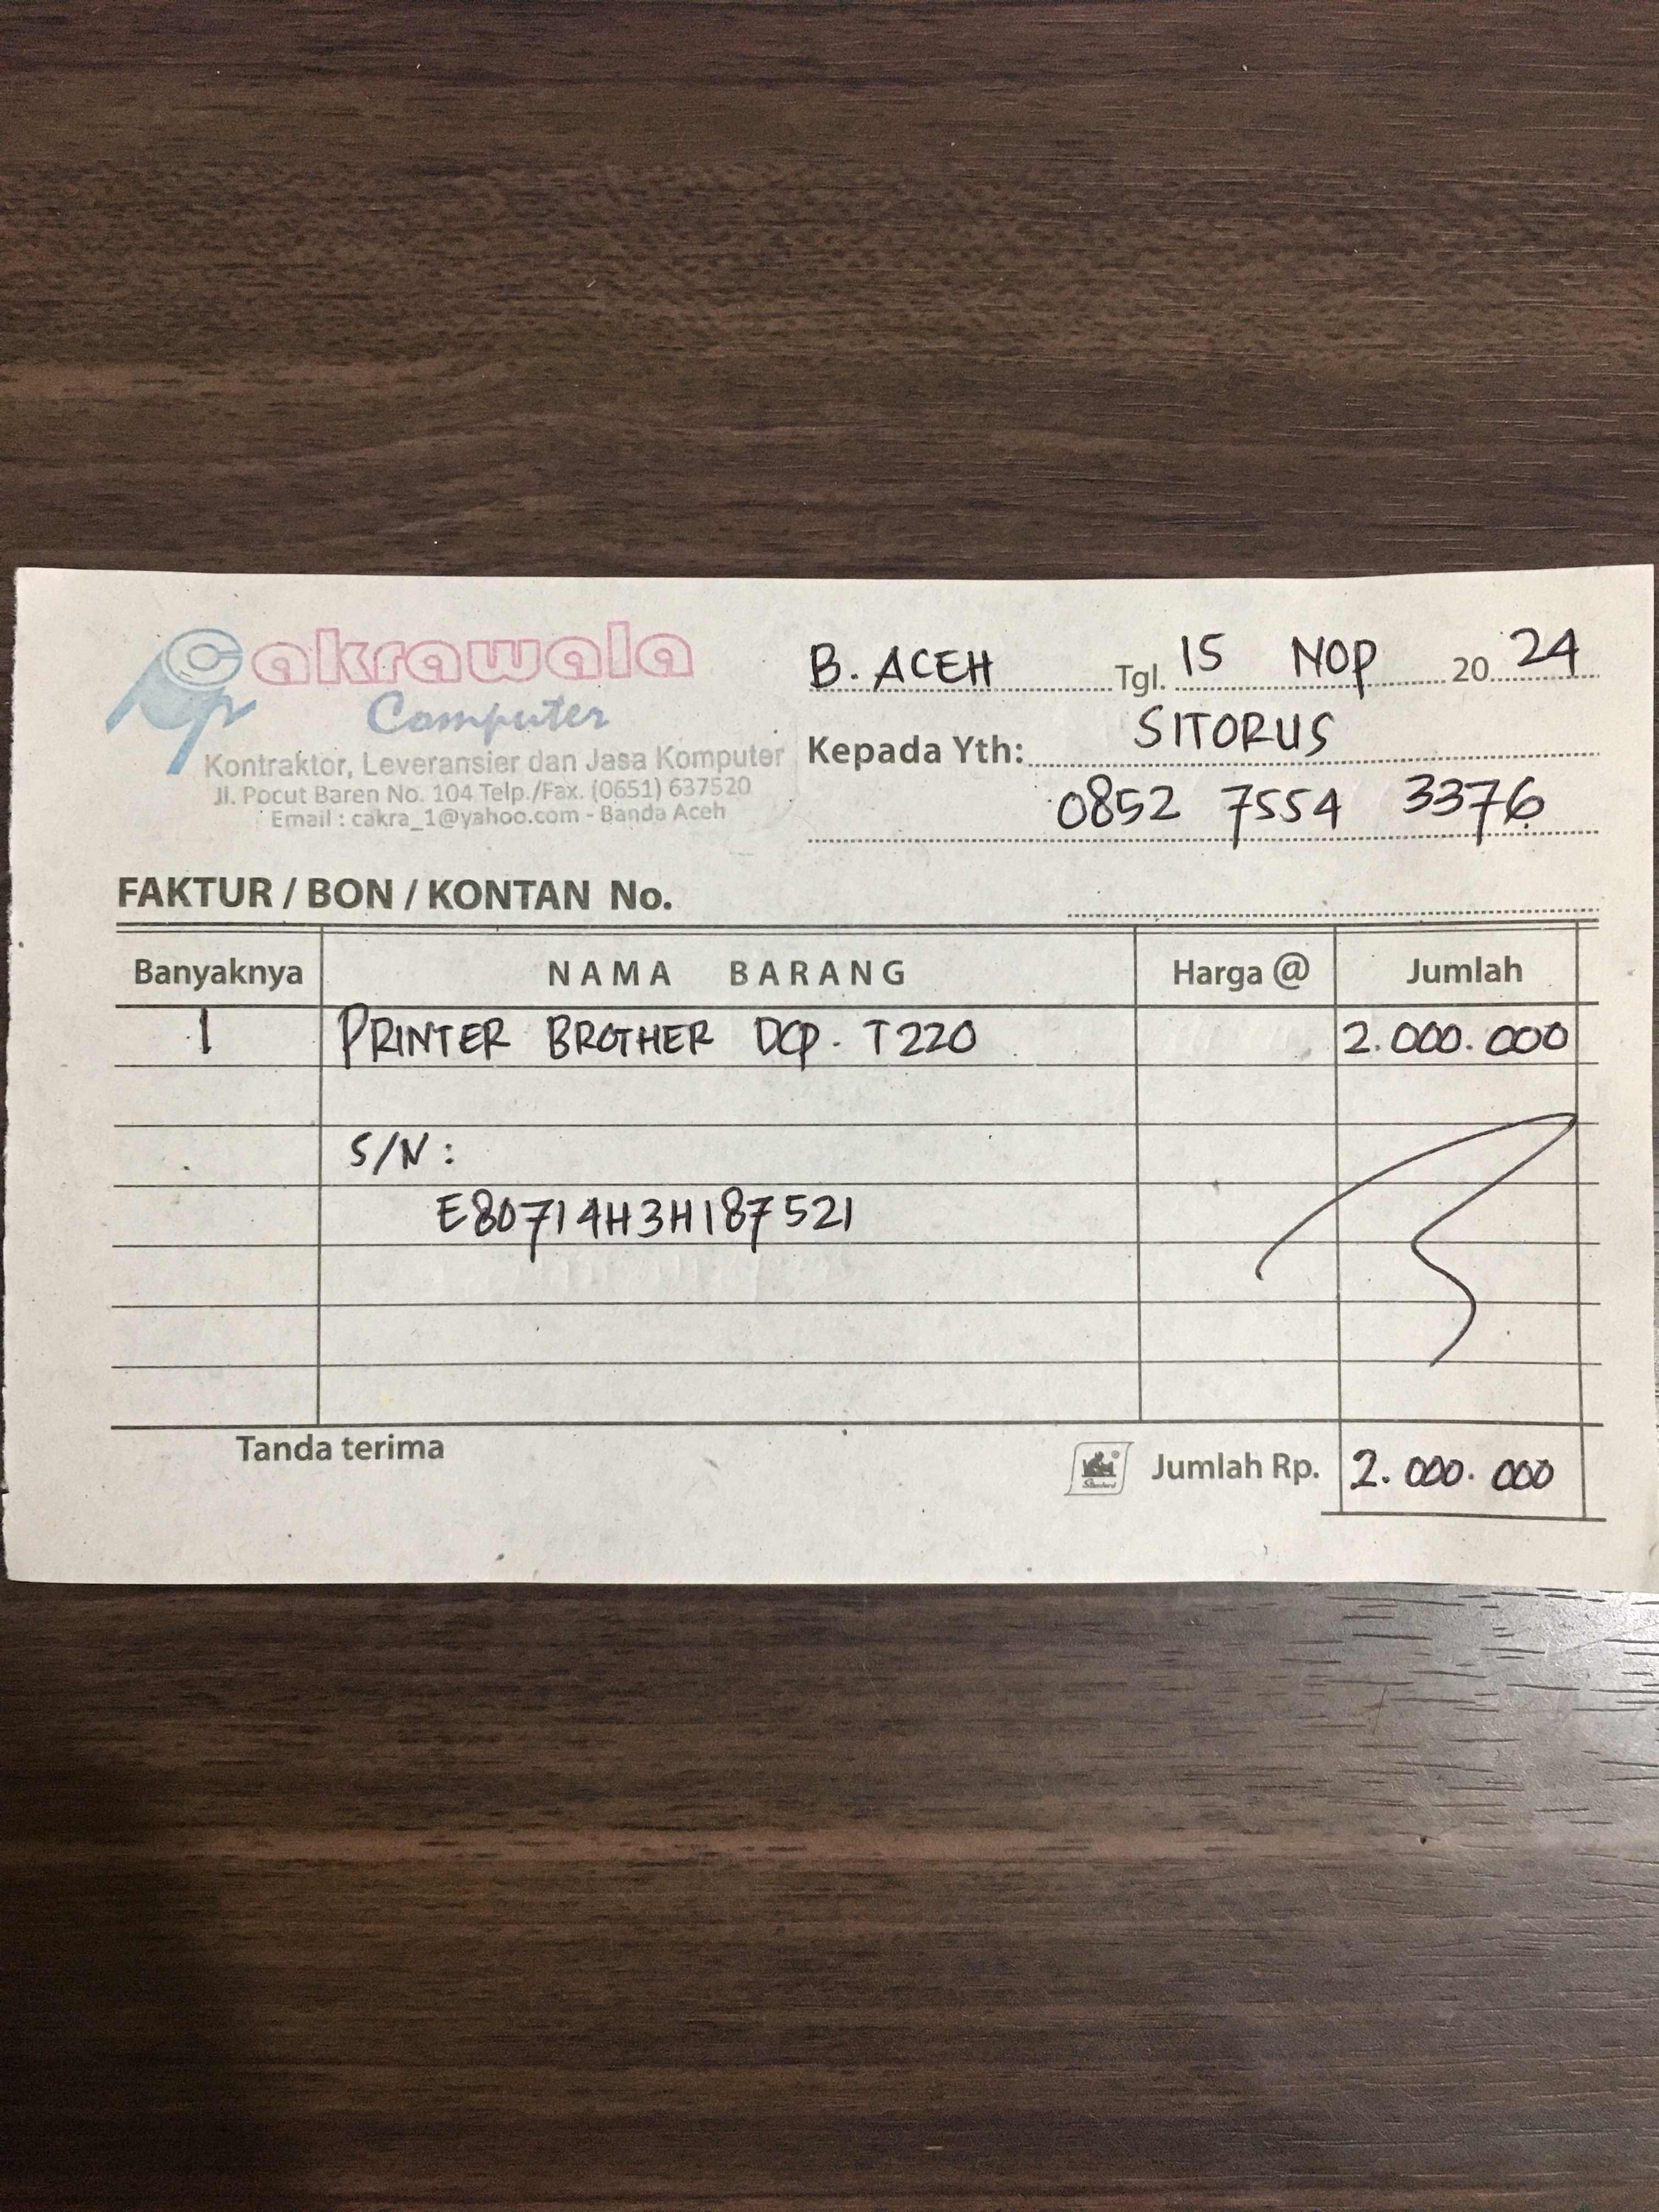 Cakrawala
Computer
Kontraktor, Leveransier dan Jasa Komputer
Jl. Pocut Baren No. 104 Telp./Fax. (0651) 637520
Email : cakra_1@yahoo.com - Banda Aceh
B. ACEH Tgl. 15 NOP 20 24
Kepada Yth: SITORUS
0852 7554 3376
FAKTUR / BON / KONTAN No.
Banyaknya NAMA BARANG Harga @ Jumlah
1 PRINTER BROTHER DCP. T220 2.000.000
S/N :
E80714H3H187521
Tanda terima Jumlah Rp. 2.000.000